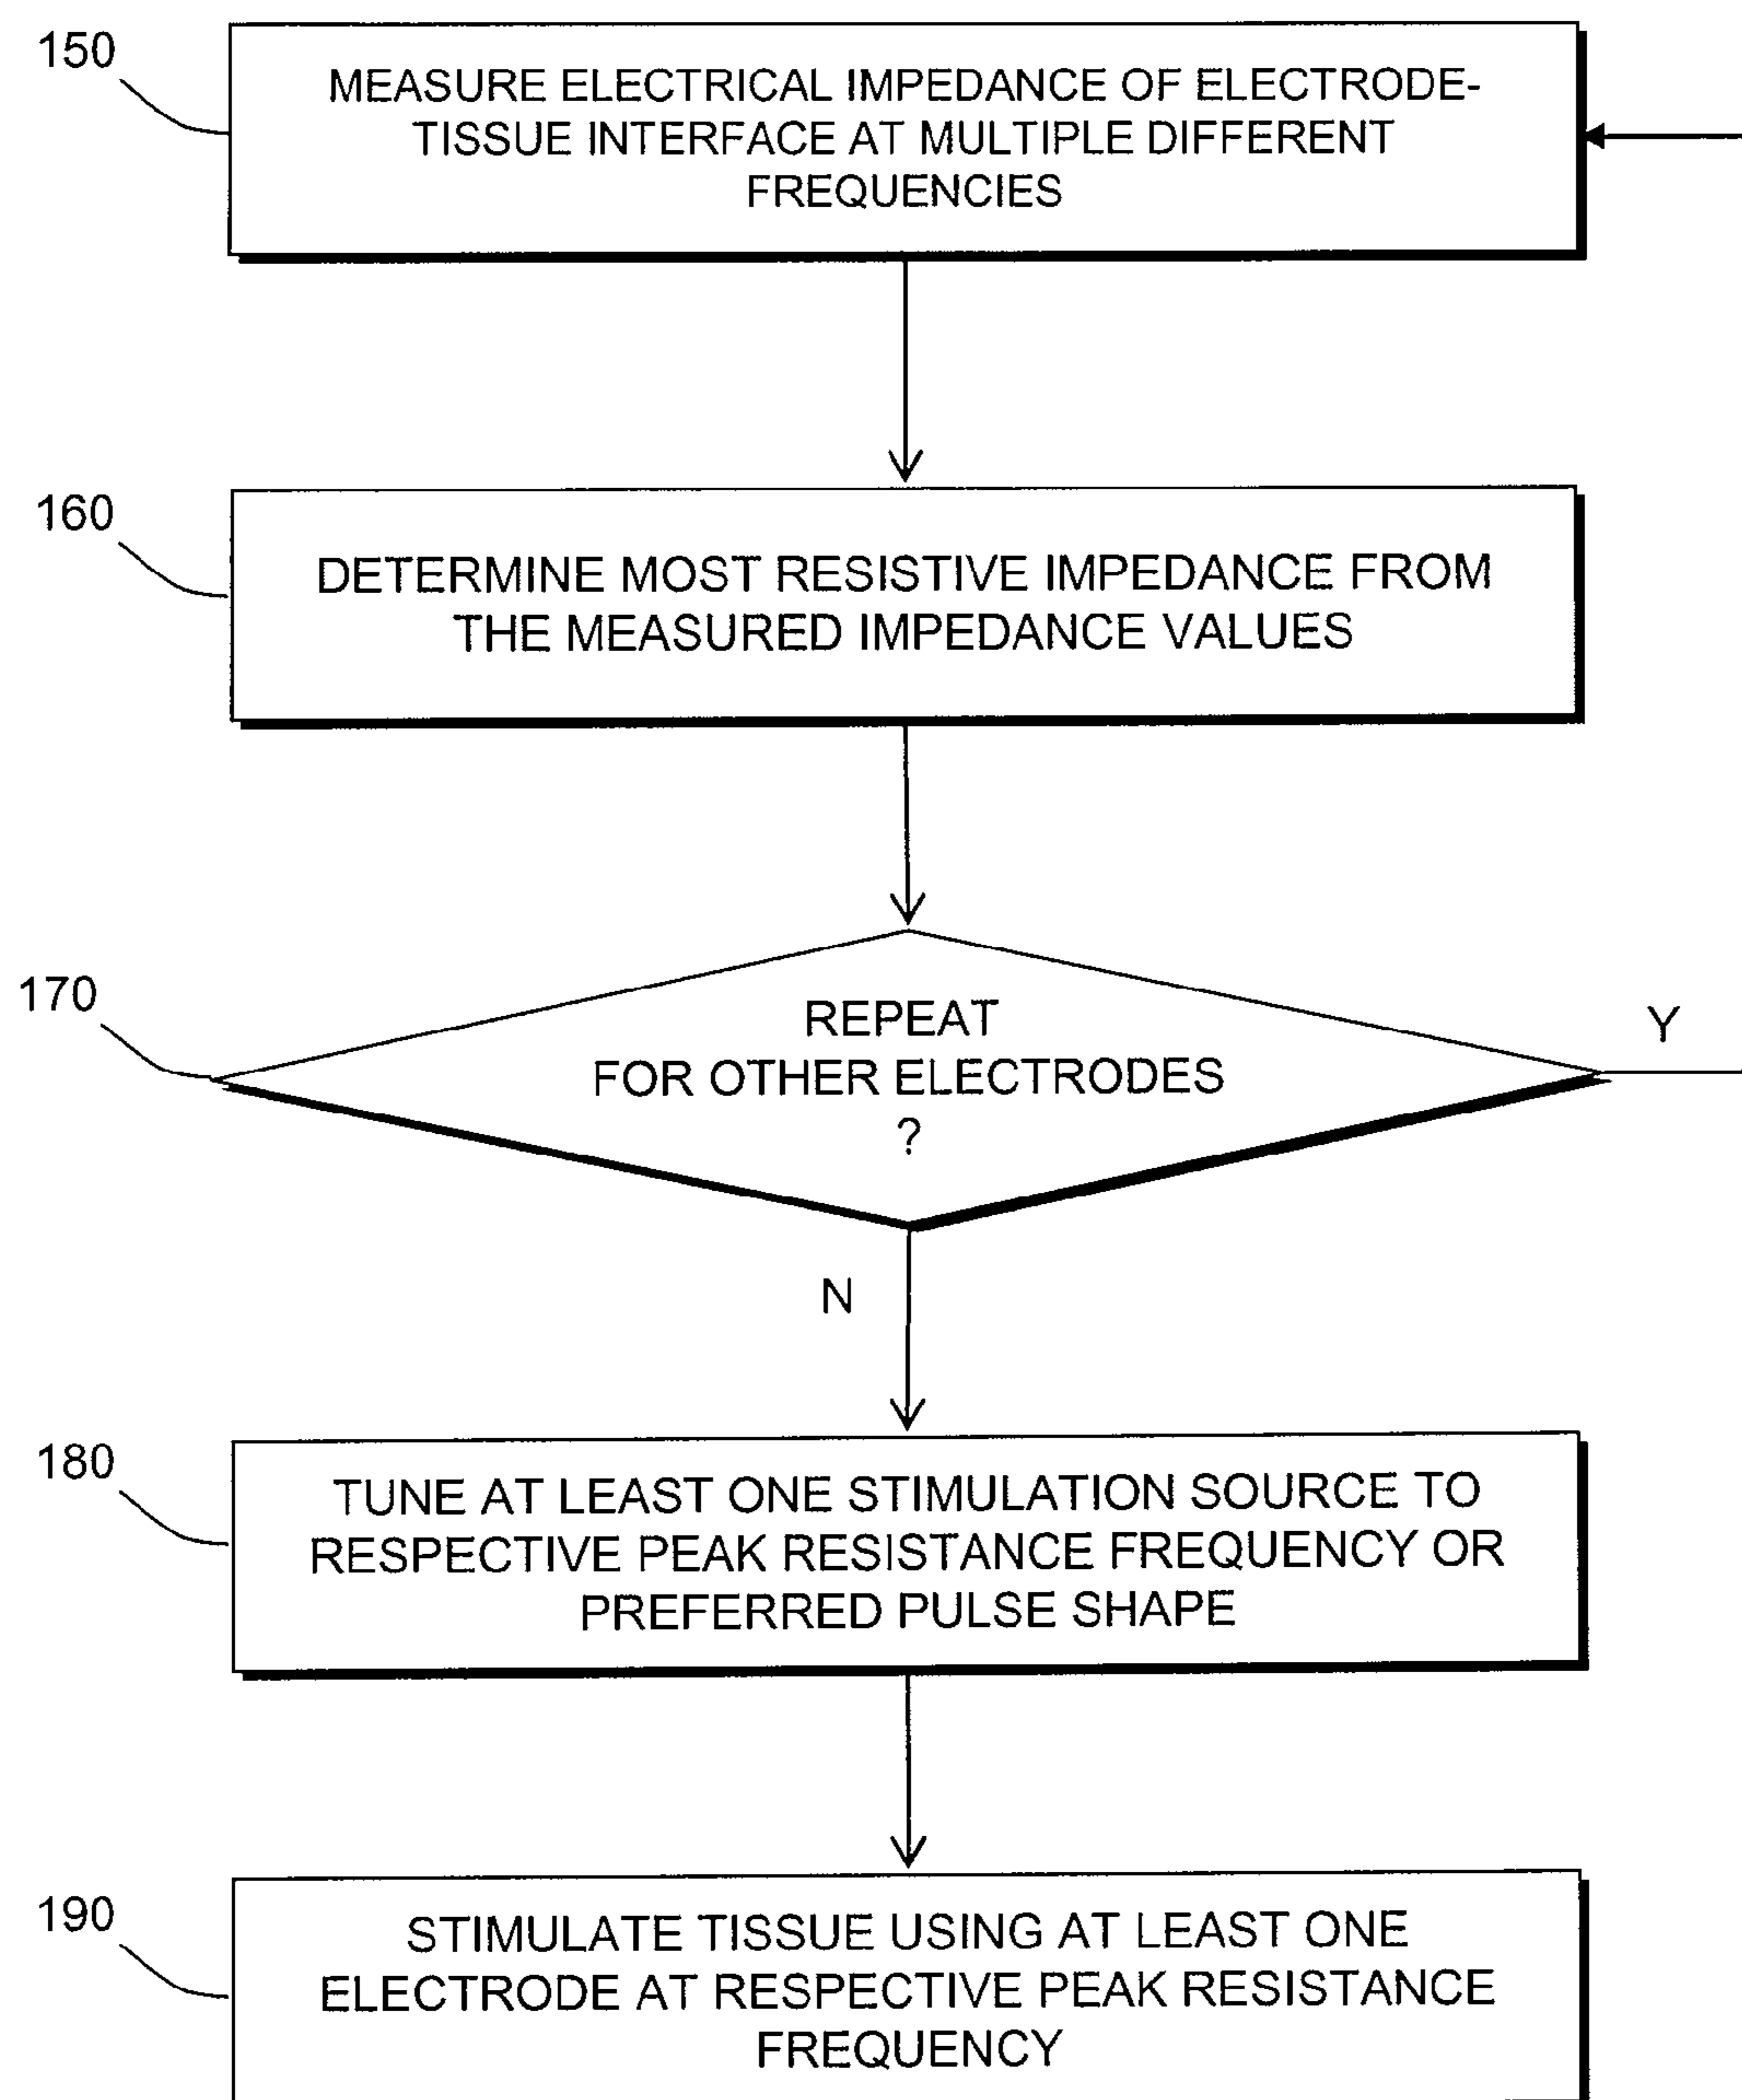 150
MEASURE ELECTRICAL IMPEDANCE OF ELECTRODE-
TISSUE INTERFACE AT MULTIPLE DIFFERENT
FREQUENCIES
160
DETERMINE MOST RESISTIVE IMPEDANCE FROM
THE MEASURED IMPEDANCE VALUES
170
REPEAT
FOR OTHER ELECTRODES
?
Y
N
180
TUNE AT LEAST ONE STIMULATION SOURCE TO
RESPECTIVE PEAK RESISTANCE FREQUENCY OR
PREFERRED PULSE SHAPE
190
STIMULATE TISSUE USING AT LEAST ONE
ELECTRODE AT RESPECTIVE PEAK RESISTANCE
FREQUENCY